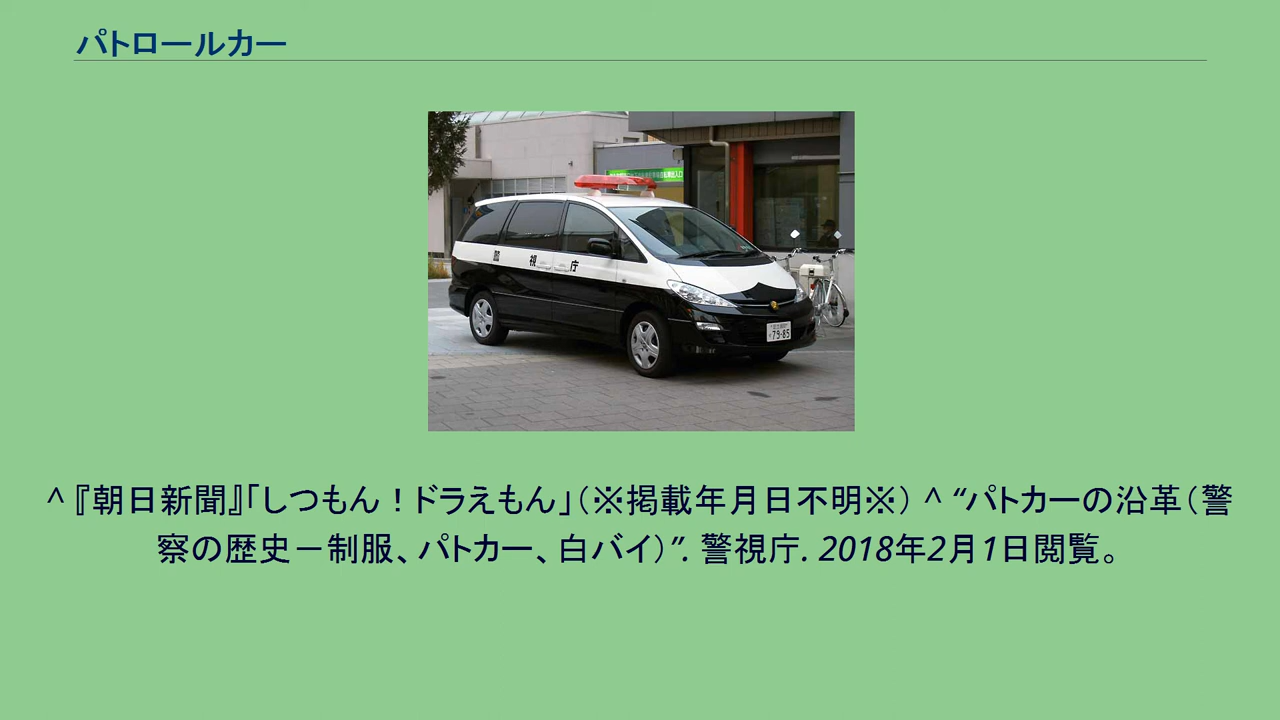 パトロールカー
警視庁
79-85
^ 『朝日新聞』「しつもん！ドラえもん」（※掲載年月日不明※） ^ “パトカーの沿革（警
察の歴史－制服、パトカー、白バイ）”. 警視庁. 2018年2月1日閲覧。